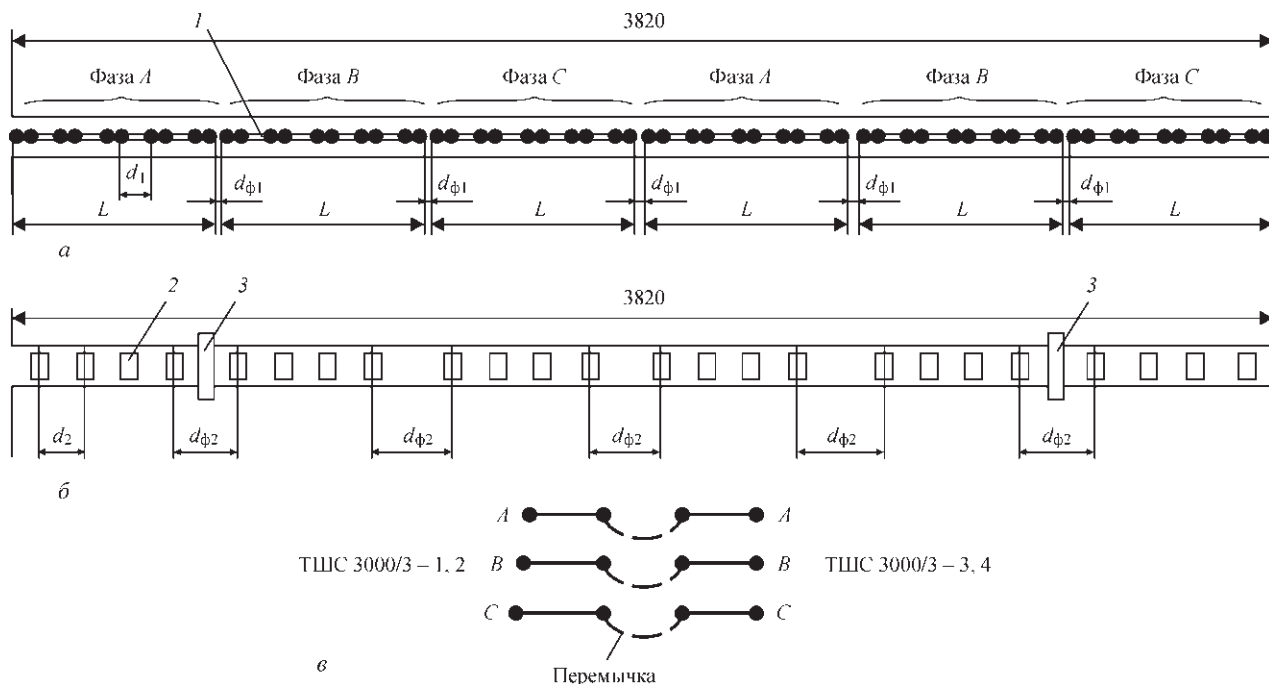 1
3820
Фаза A Фаза B Фаза C Фаза A Фаза B Фаза C
d1 dф1 dф1 dф1 dф1 dф1
L L L L L L
а
2 3 3820 3
d2 dф2 dф2 dф2 dф2 dф2
б
A A
ТШС 3000/3 – 1, 2 B B ТШС 3000/3 – 3, 4
C C
в
Перемычка